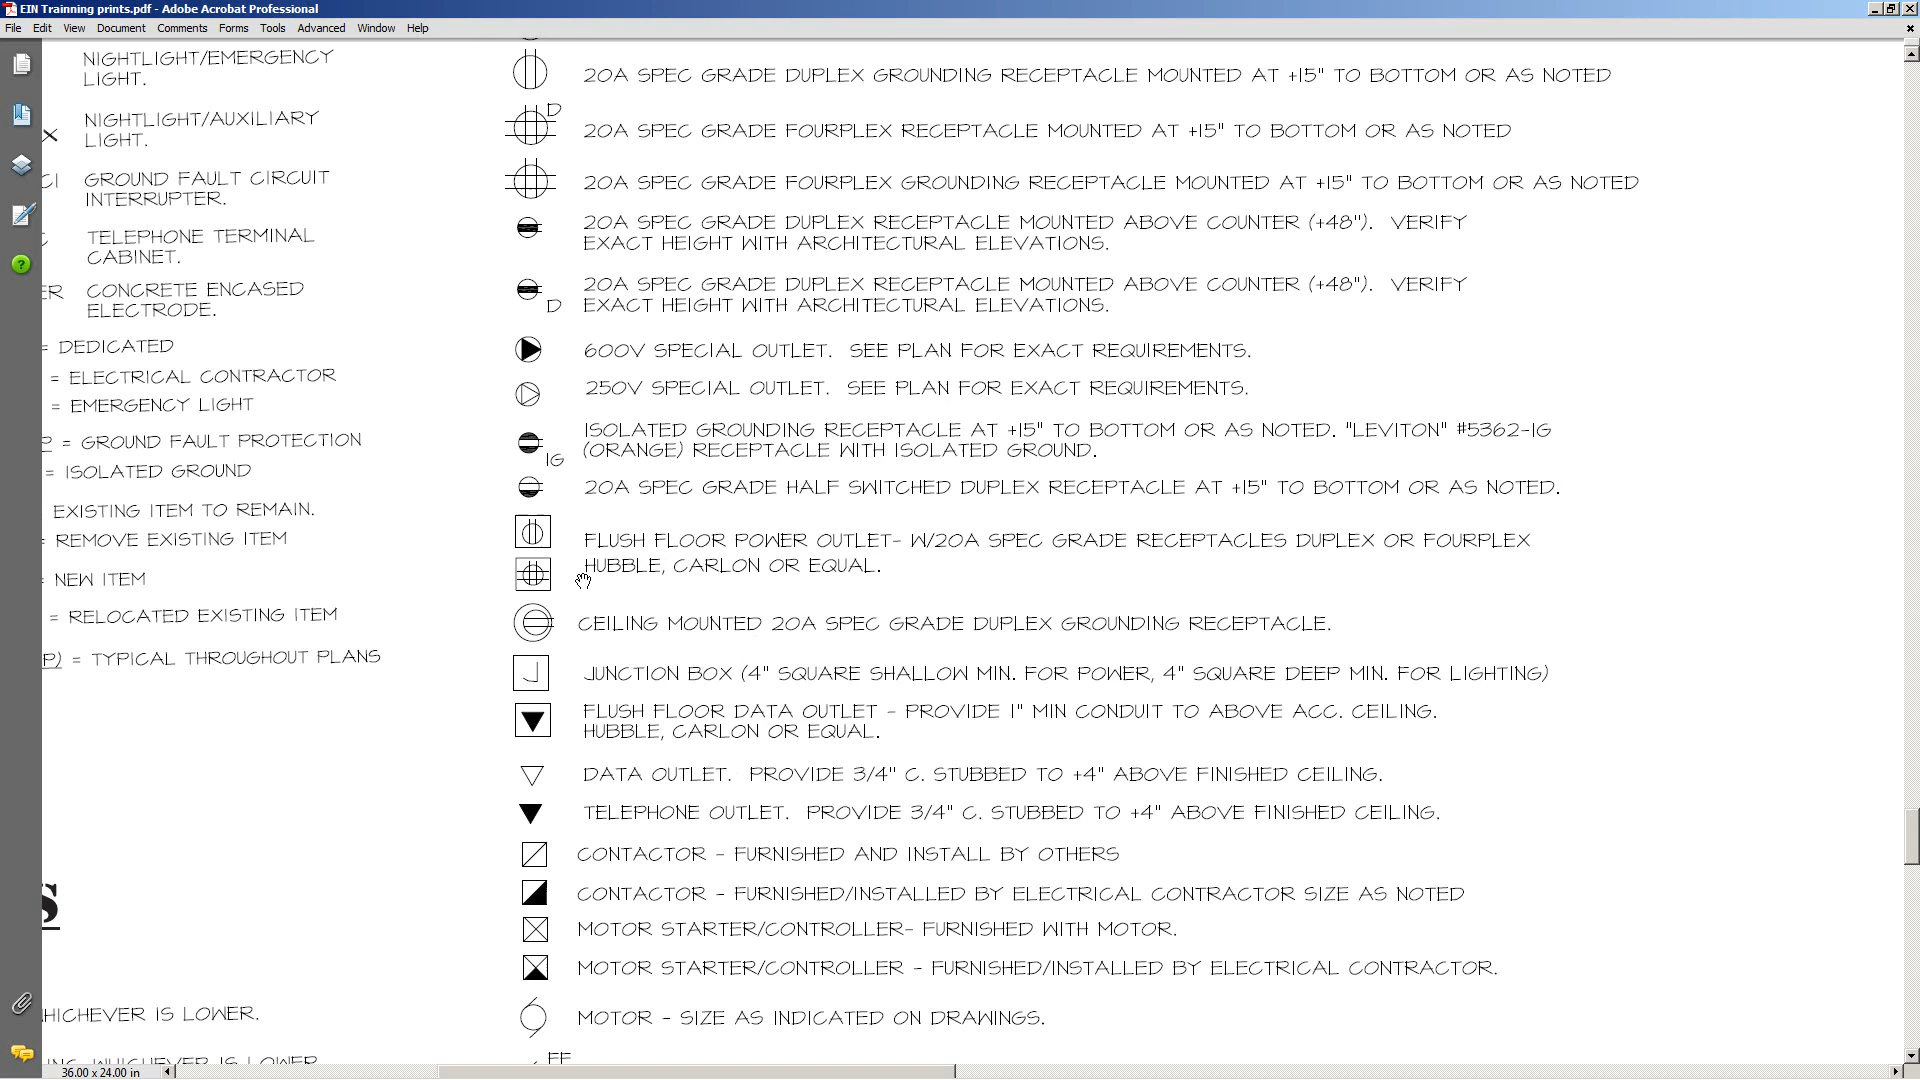 EIN Trainning prints.pdf - Adobe Acrobat Professional
File Edit View Document Comments Forms Tools Advanced Window Help
NIGHTLIGHT/EMERGENCY
LIGHT.
X NIGHTLIGHT/AUXILIARY
LIGHT.
CI GROUND FAULT CIRCUIT
INTERRUPTER.
TELEPHONE TERMINAL
CABINET.
ER CONCRETE ENCASED
ELECTRODE.
= DEDICATED
= ELECTRICAL CONTRACTOR
= EMERGENCY LIGHT
P = GROUND FAULT PROTECTION
= ISOLATED GROUND
EXISTING ITEM TO REMAIN.
= REMOVE EXISTING ITEM
= NEW ITEM
= RELOCATED EXISTING ITEM
P) = TYPICAL THROUGHOUT PLANS
S
WHICHEVER IS LOWER.
20A SPEC GRADE DUPLEX GROUNDING RECEPTACLE MOUNTED AT +15" TO BOTTOM OR AS NOTED
D
20A SPEC GRADE FOURPLEX RECEPTACLE MOUNTED AT +15" TO BOTTOM OR AS NOTED
20A SPEC GRADE FOURPLEX GROUNDING RECEPTACLE MOUNTED AT +15" TO BOTTOM OR AS NOTED
20A SPEC GRADE DUPLEX RECEPTACLE MOUNTED ABOVE COUNTER (+48"). VERIFY
EXACT HEIGHT WITH ARCHITECTURAL ELEVATIONS.
20A SPEC GRADE DUPLEX RECEPTACLE MOUNTED ABOVE COUNTER (+48"). VERIFY
D EXACT HEIGHT WITH ARCHITECTURAL ELEVATIONS.
600V SPECIAL OUTLET. SEE PLAN FOR EXACT REQUIREMENTS.
250V SPECIAL OUTLET. SEE PLAN FOR EXACT REQUIREMENTS.
ISOLATED GROUNDING RECEPTACLE AT +15" TO BOTTOM OR AS NOTED. "LEVITON" #5362-IG
IG (ORANGE) RECEPTACLE WITH ISOLATED GROUND.
20A SPEC GRADE HALF SWITCHED DUPLEX RECEPTACLE AT +15" TO BOTTOM OR AS NOTED.
FLUSH FLOOR POWER OUTLET- W/20A SPEC GRADE RECEPTACLES DUPLEX OR FOURPLEX
HUBBLE, CARLON OR EQUAL.
CEILING MOUNTED 20A SPEC GRADE DUPLEX GROUNDING RECEPTACLE.
J JUNCTION BOX (4" SQUARE SHALLOW MIN. FOR POWER, 4" SQUARE DEEP MIN. FOR LIGHTING)
FLUSH FLOOR DATA OUTLET - PROVIDE 1" MIN CONDUIT TO ABOVE ACC. CEILING.
HUBBLE, CARLON OR EQUAL.
DATA OUTLET. PROVIDE 3/4" C. STUBBED TO +4" ABOVE FINISHED CEILING.
TELEPHONE OUTLET. PROVIDE 3/4" C. STUBBED TO +4" ABOVE FINISHED CEILING.
CONTACTOR - FURNISHED AND INSTALL BY OTHERS
CONTACTOR - FURNISHED/INSTALLED BY ELECTRICAL CONTRACTOR SIZE AS NOTED
MOTOR STARTER/CONTROLLER- FURNISHED WITH MOTOR.
MOTOR STARTER/CONTROLLER - FURNISHED/INSTALLED BY ELECTRICAL CONTRACTOR.
MOTOR - SIZE AS INDICATED ON DRAWINGS.
36.00 x 24.00 in